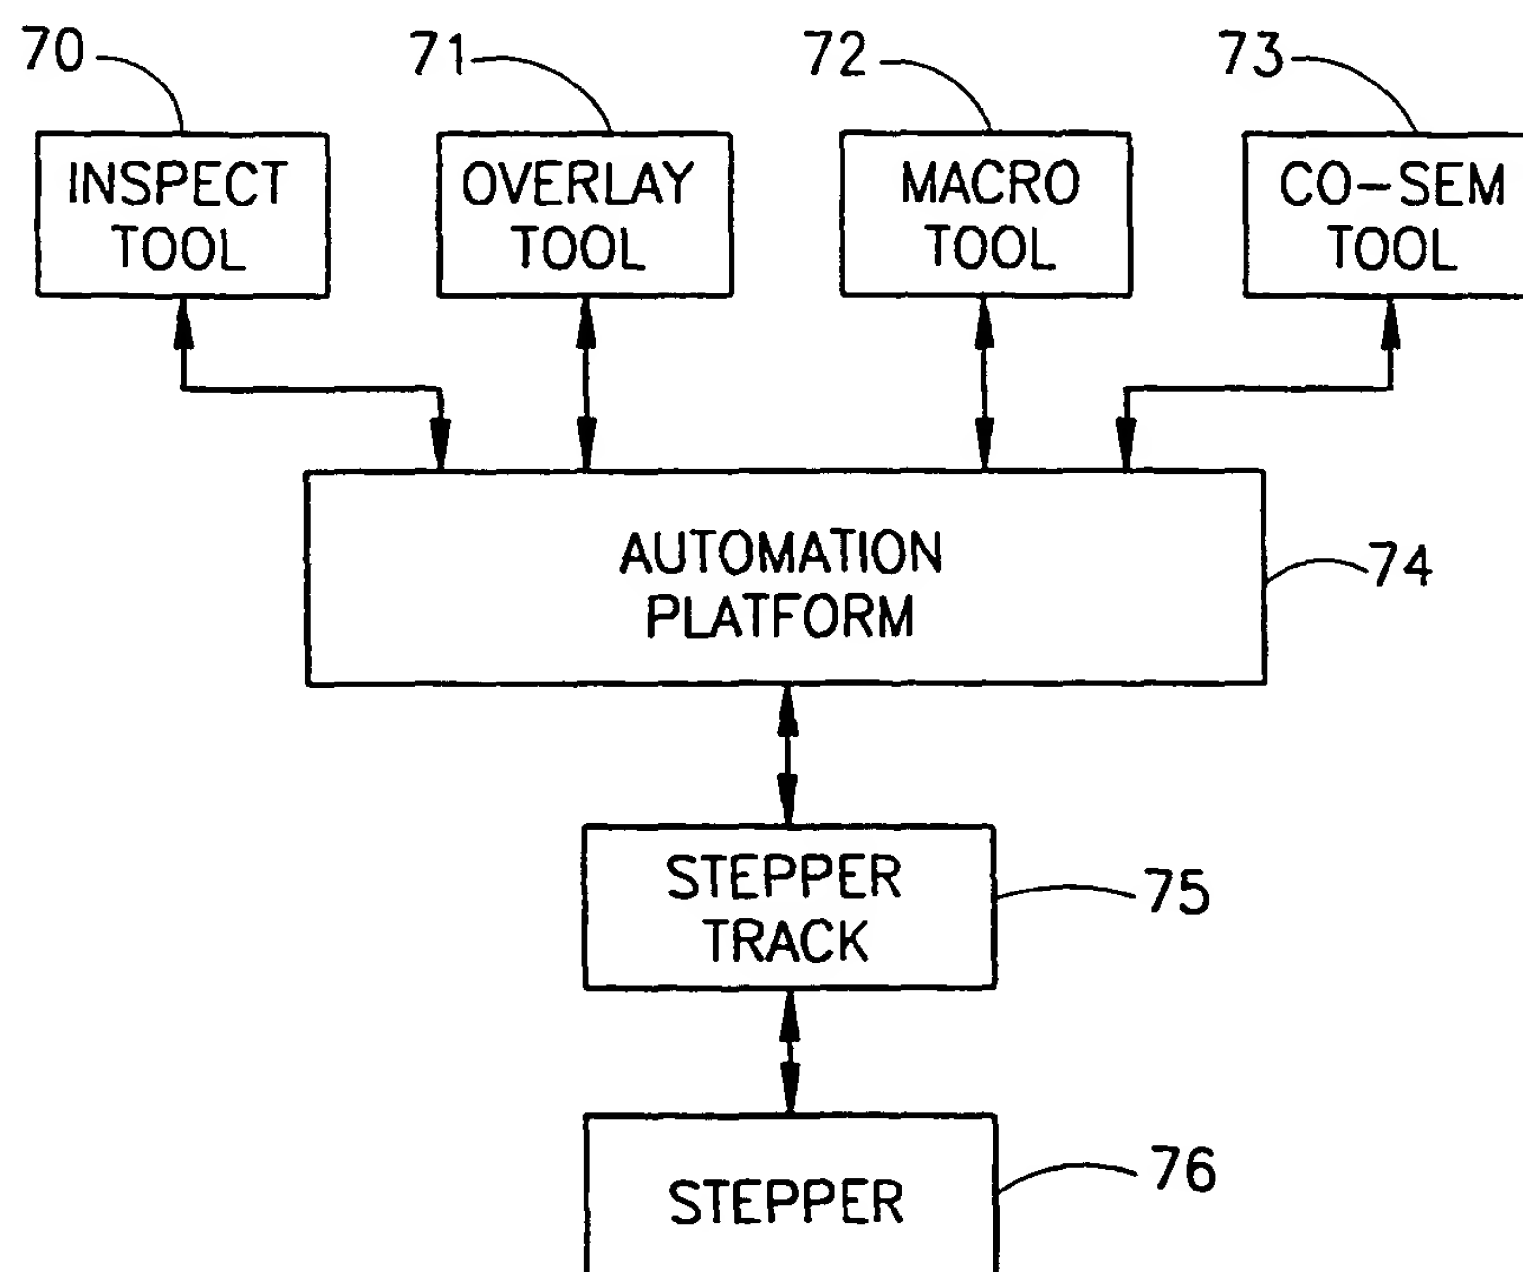 70
71
72
73
INSPECT
TOOL
OVERLAY
TOOL
MACRO
TOOL
CO-SEM
TOOL
AUTOMATION
PLATFORM
74
STEPPER
TRACK
75
STEPPER
76